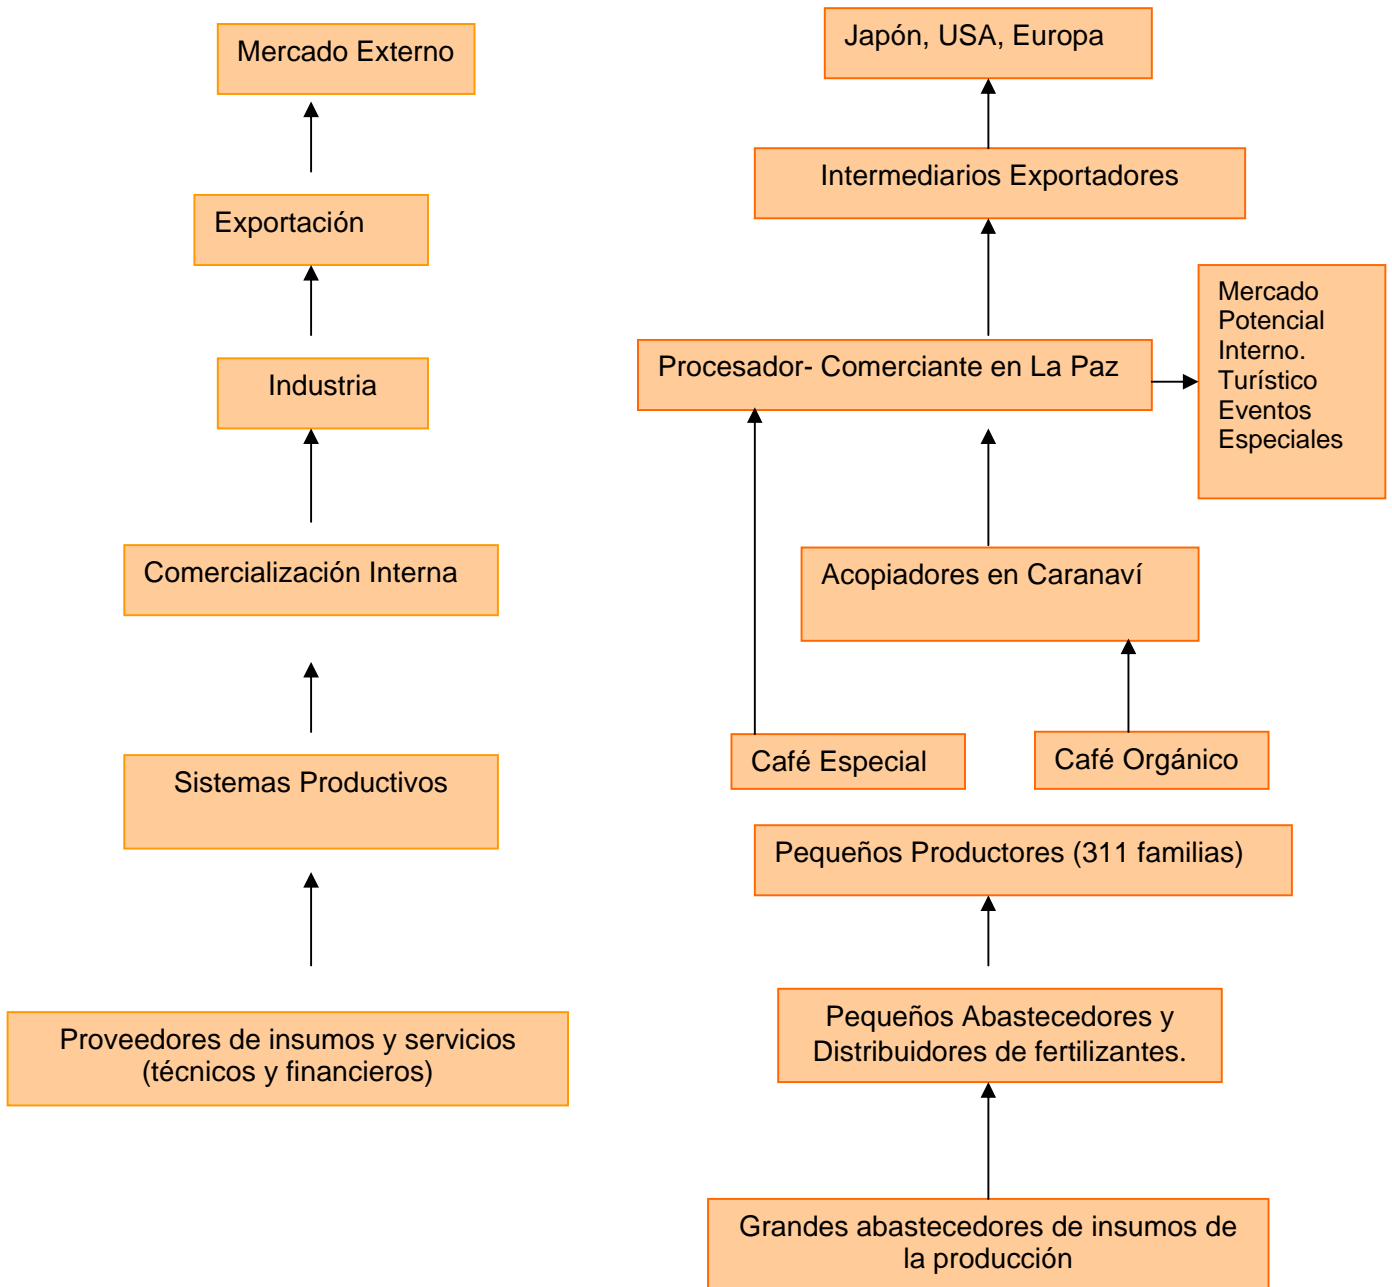 Mercado Externo
Exportación
Industria
Comercialización Interna
Sistemas Productivos
Proveedores de insumos y servicios
(técnicos y financieros)
Japón, USA, Europa
Intermediarios Exportadores
Procesador- Comerciante en La Paz
Mercado
Potencial
Interno.
Turístico
Eventos
Especiales
Acopiadores en Caranaví
Café Especial
Café Orgánico
Pequeños Productores (311 familias)
Pequeños Abastecedores y
Distribuidores de fertilizantes.
Grandes abastecedores de insumos de
la producción